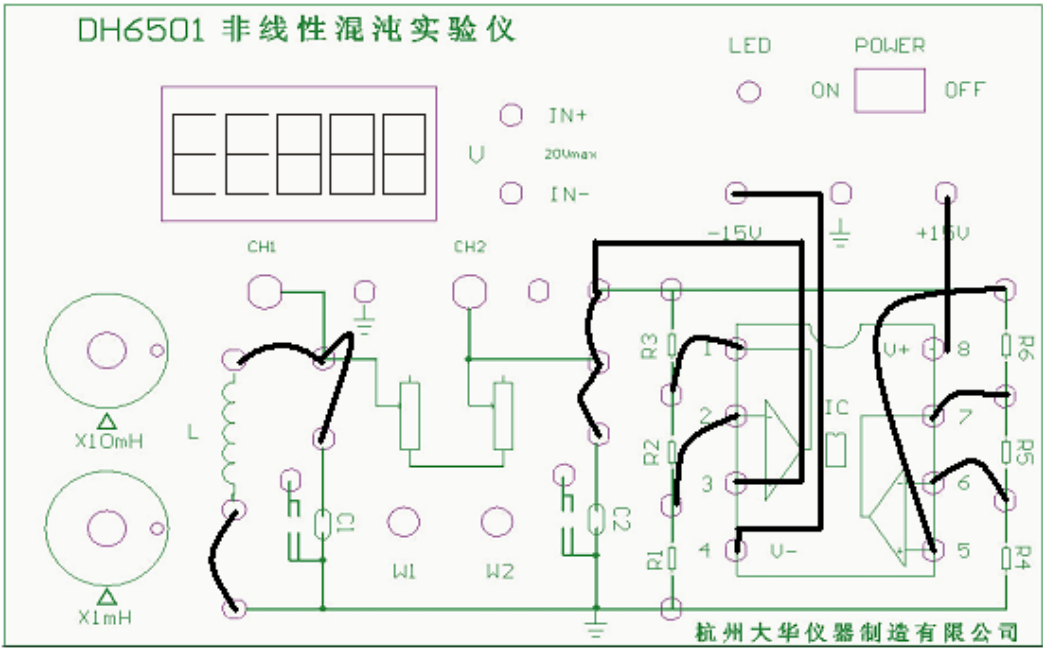 DH6501 非线性混沌实验仪
LED POWER
ON OFF
IN+
V 20Vmax
IN-
-15V +15V
CH1 CH2
X10mH
L
R3 1 V+ 8 R6
2 IC 7
R2 3 6 R5
C1 C2
W1 W2
R1 4 V- 5 R4
X1mH
杭州大华仪器制造有限公司